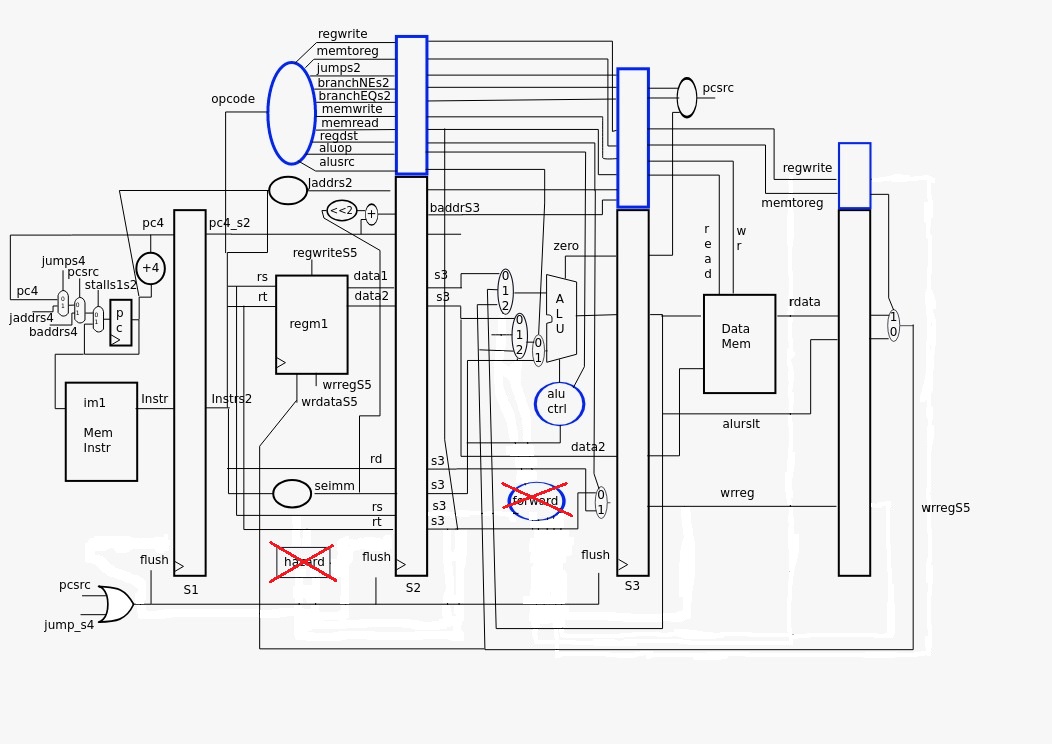 regwrite
memtoreg
jumps2
branchNEs2
branchEQs2
memwrite
memread
regdst
aluop
alusrc
opcode
pcsrc
Jaddrs2
<<2
+
baddrS3
pc4
pc4_s2
+4
jumps4
pcsrc
stalls1s2
pc4
jaddrs4
baddrs4
0
1
0
1
0
1
p
c
regwriteS5
rs
rt
data1
data2
regm1
wrregS5
wrdataS5
im1
Mem
Instr
Instr
Instrs2
s3
s3
0
1
2
0
1
2
0
1
zero
A
L
U
alu
ctrl
r
e
a
d
w
r
regwrite
memtoreg
Data
Mem
rdata
1
0
alurslt
data2
rd
seimm
rs
rt
s3
s3
s3
s3
forward
0
1
wrreg
wrregS5
hazard
flush
flush
flush
S1
S2
S3
pcsrc
jump_s4